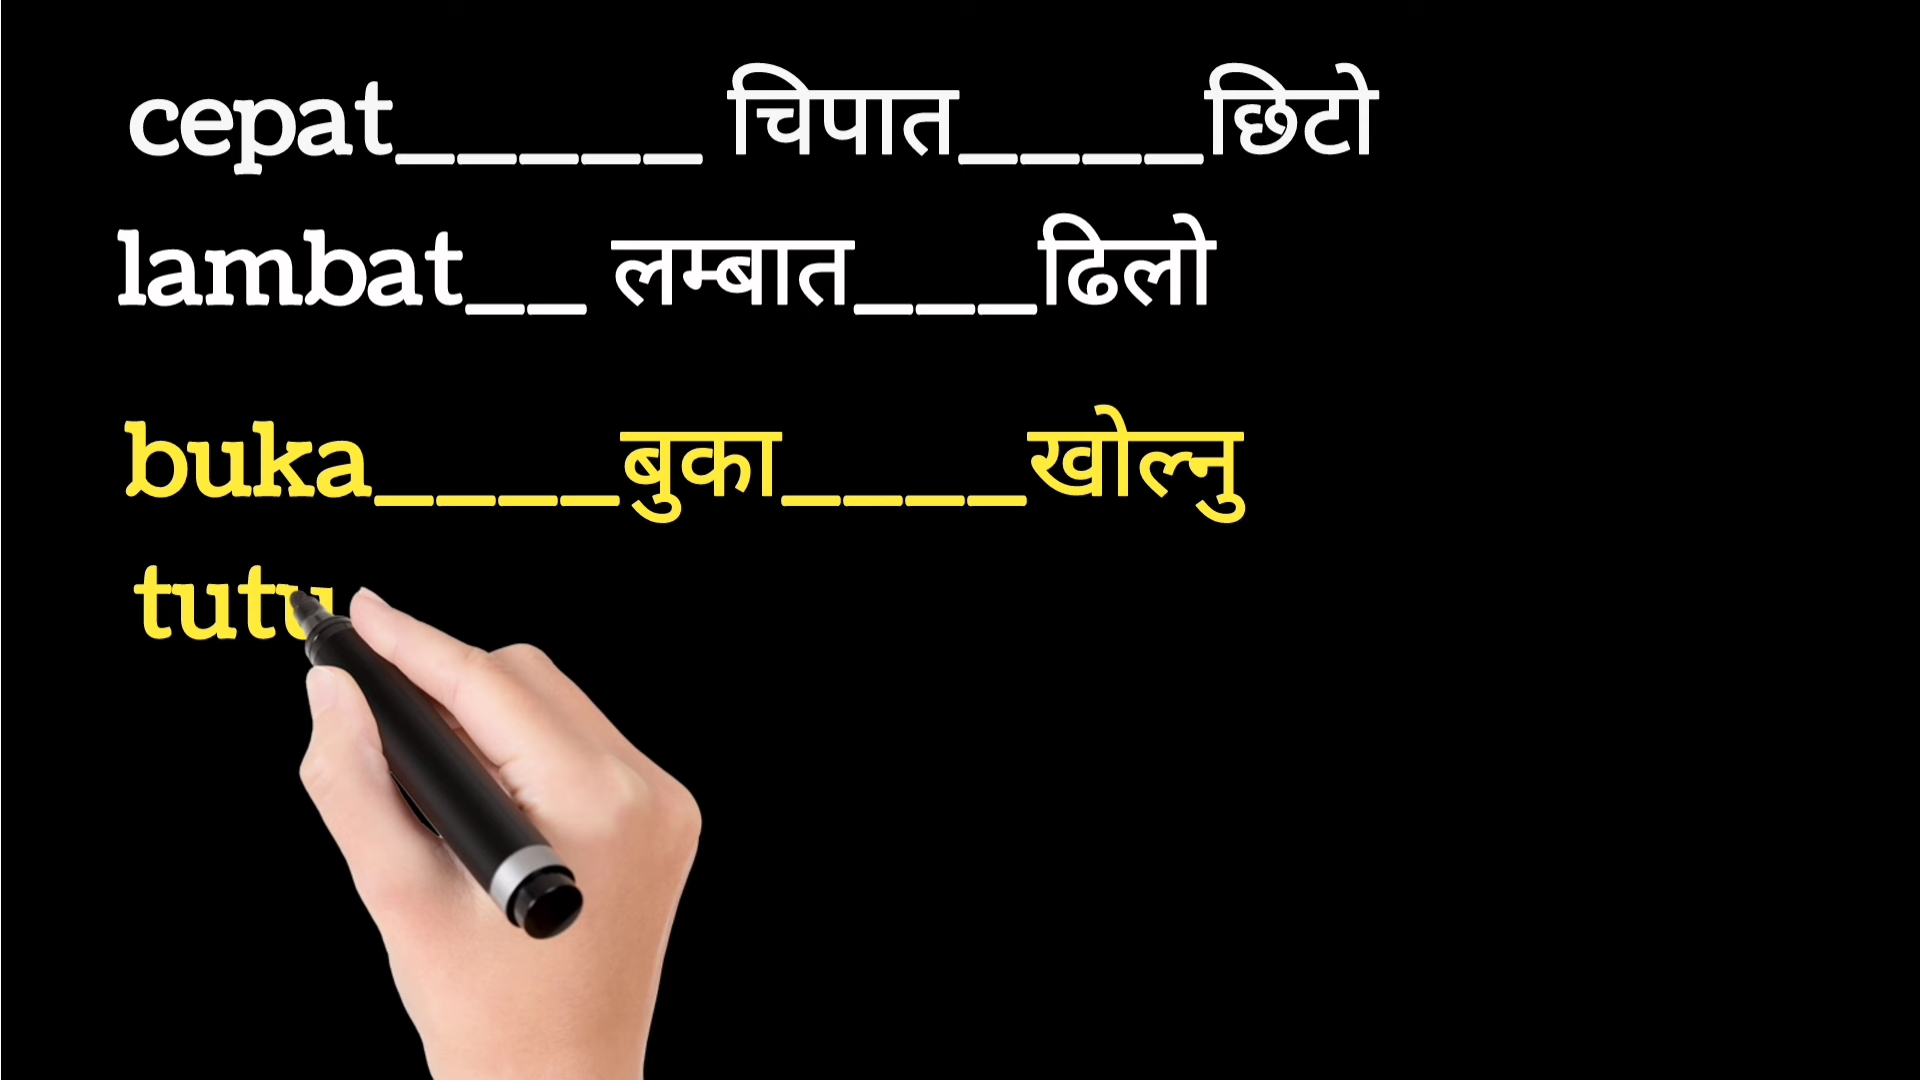 cepat_____ चिपात____छिटो
lambat__ लम्बात___ढिलो
buka____बुका____खोल्नु
tutu